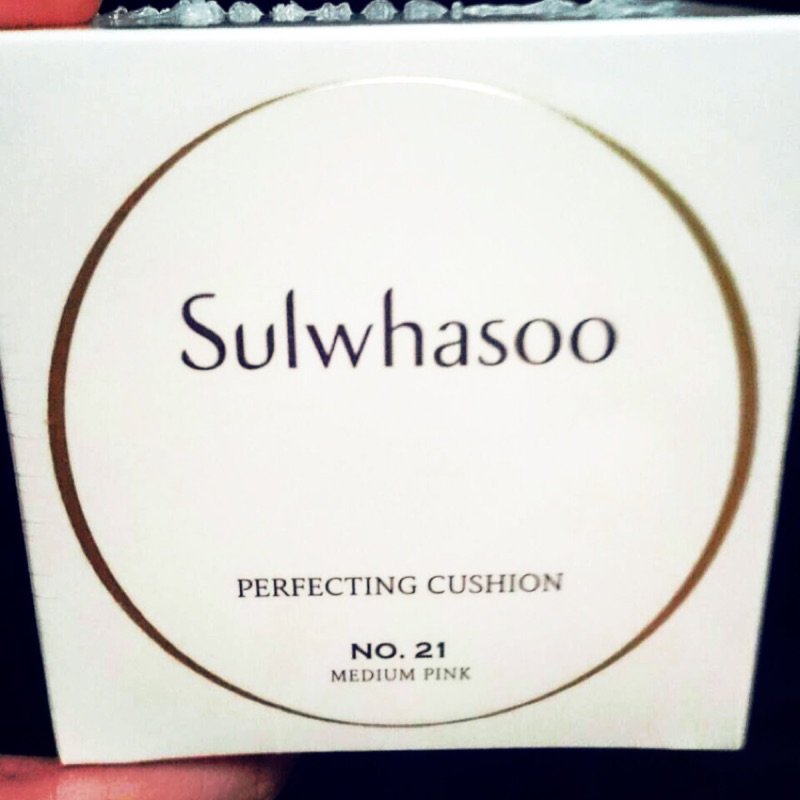 Sulwhasoo
PERFECTING CUSHION
NO. 21
MEDIUM PINK